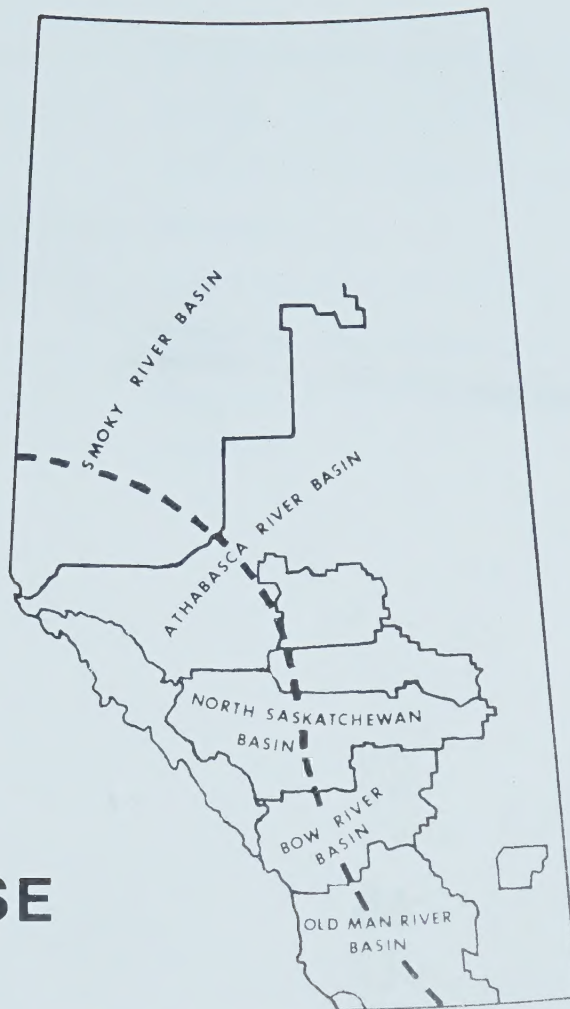 SMOKY RIVER BASIN
ATHABASCA RIVER BASIN
NORTH SASKATCHEWAN
BASIN
BOW RIVER
BASIN
OLD MAN RIVER
BASIN
SE